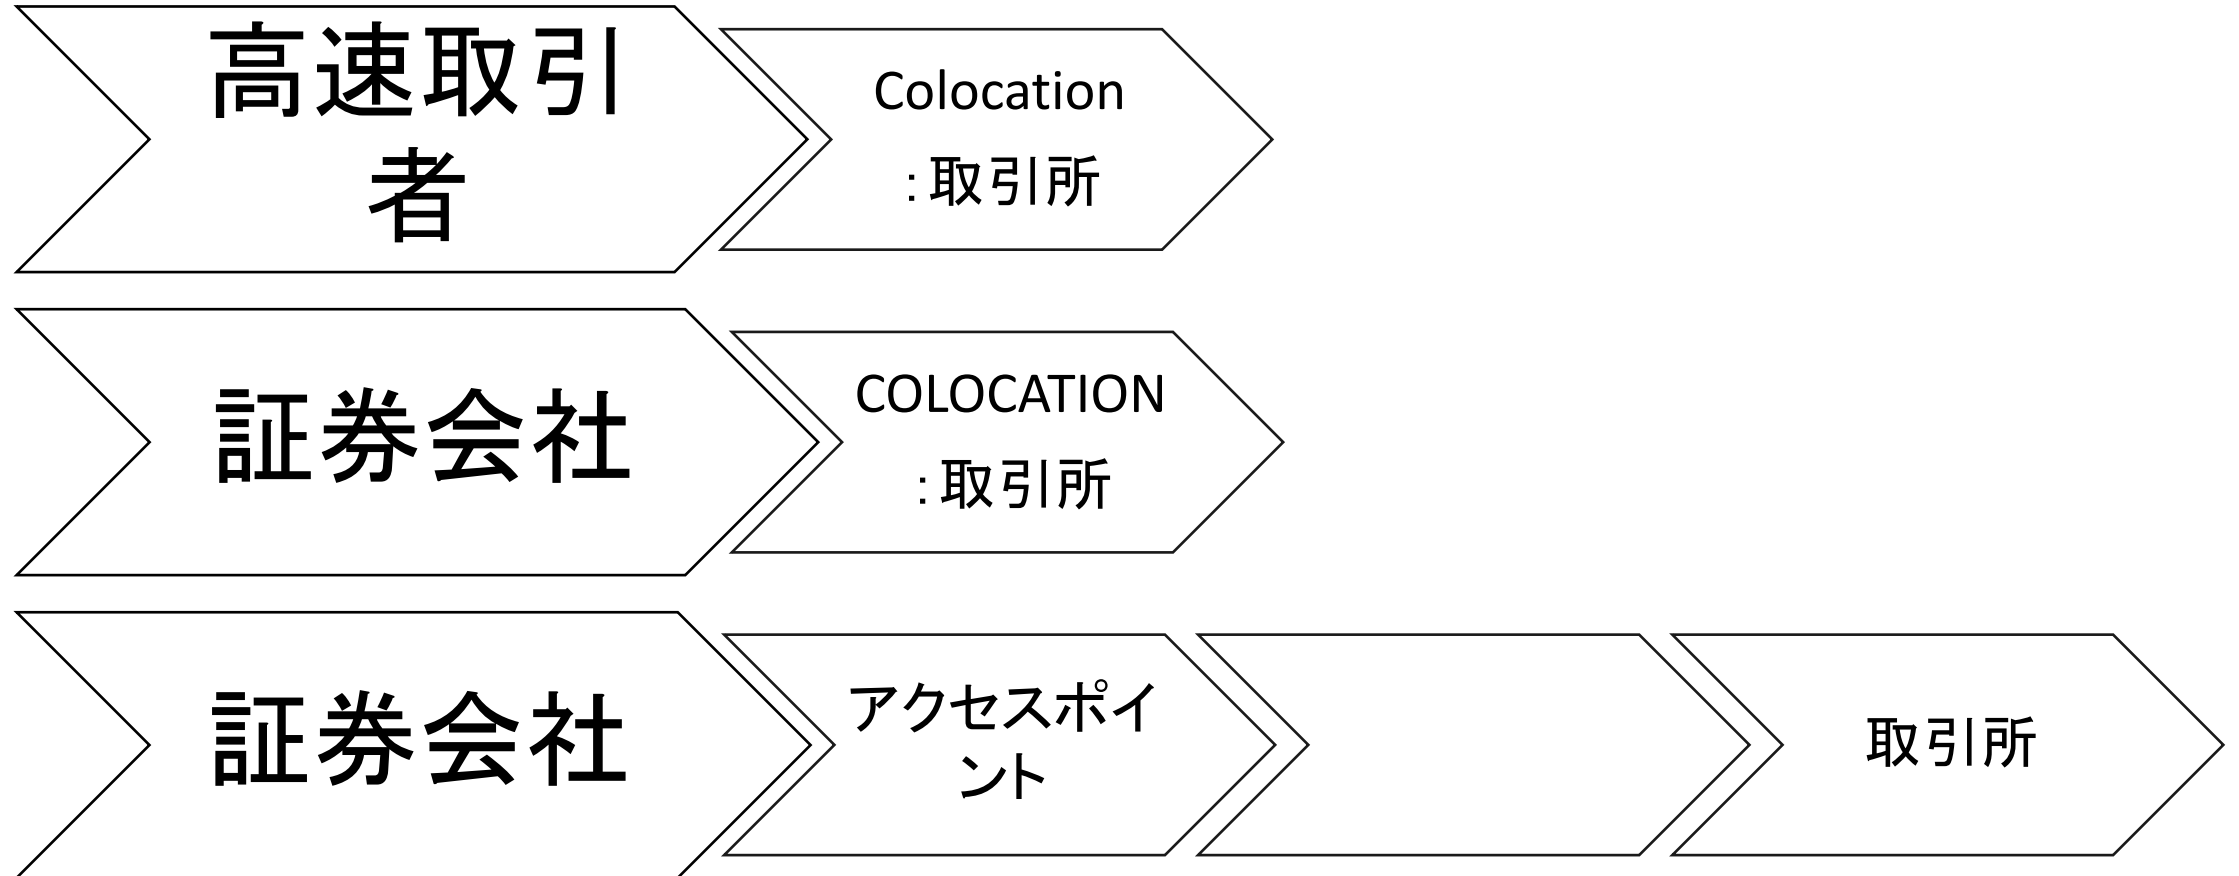 高速取引
者
Colocation
: 取引所
証券会社
COLOCATION
: 取引所
証券会社
アクセスポイ
ント
取引所